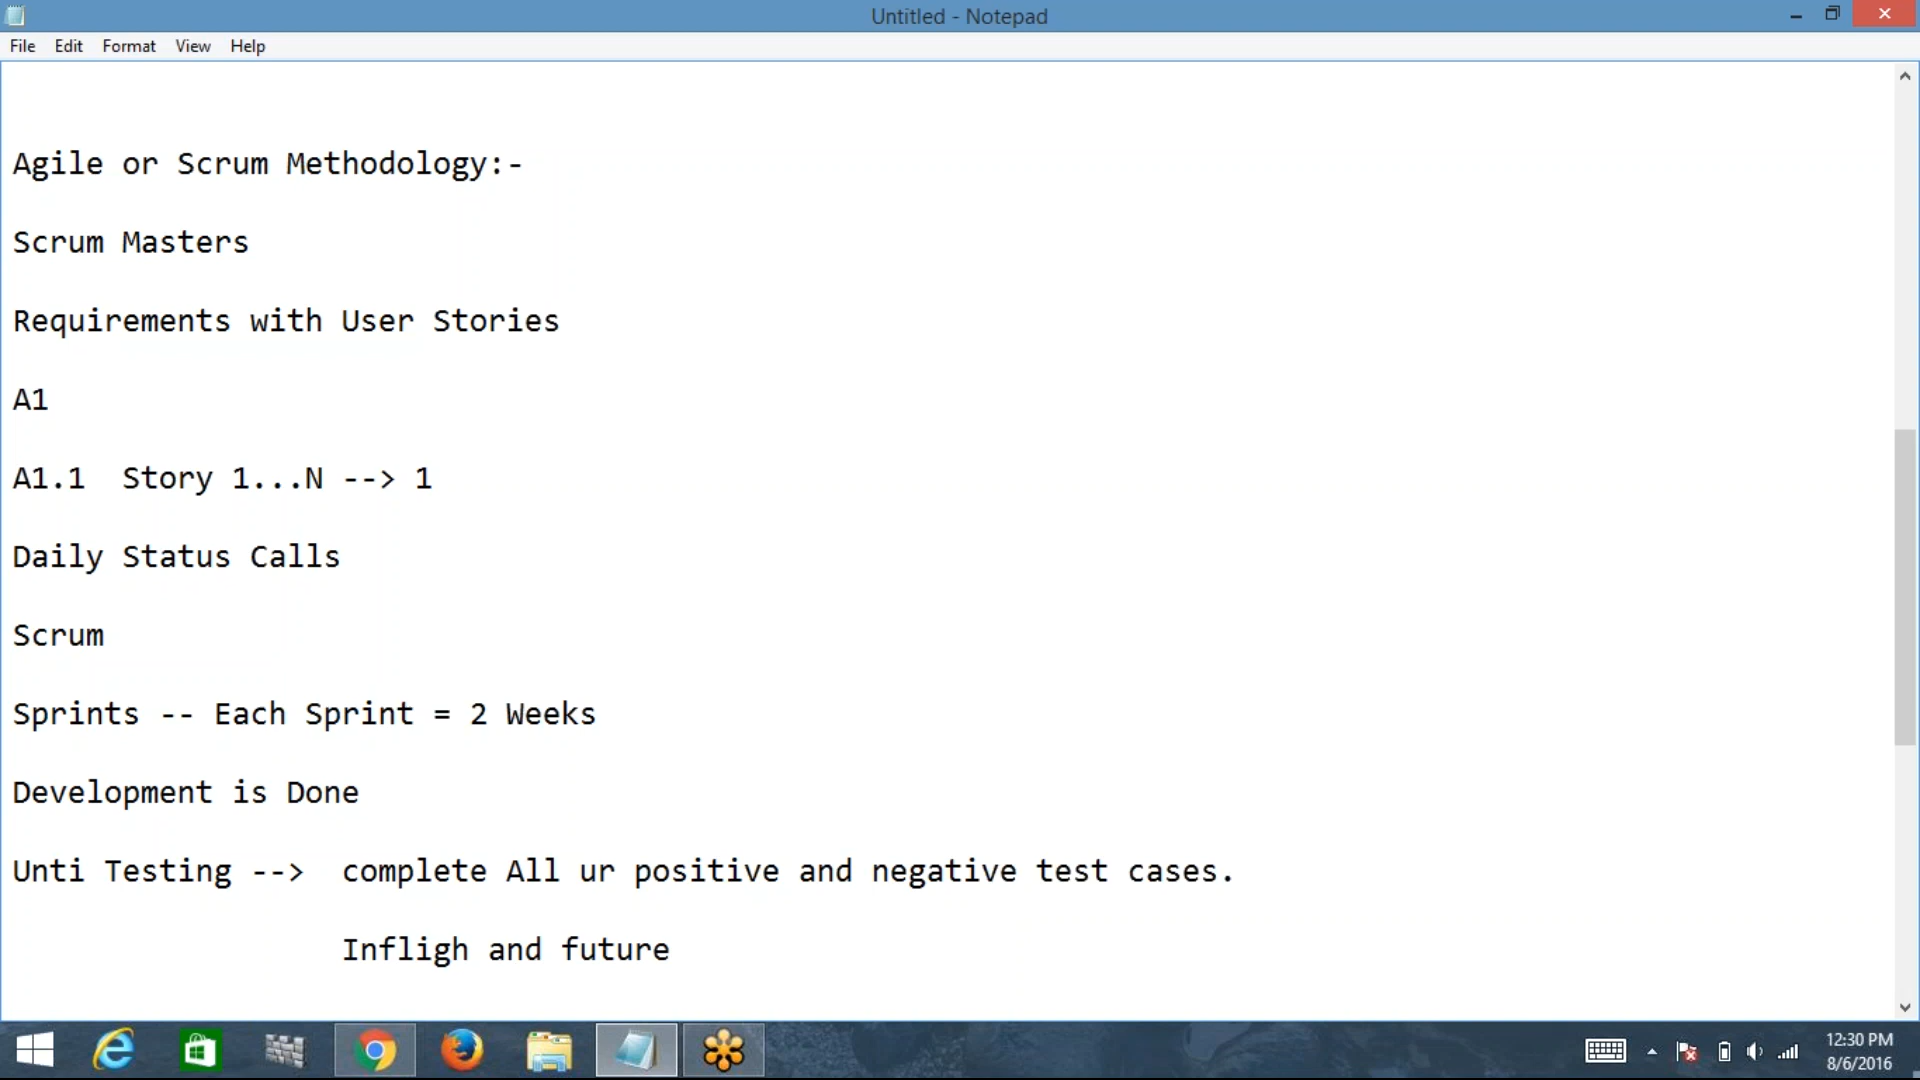 Untitled - Notepad
File Edit Format View Help
Agile or Scrum Methodology:-
Scrum Masters
Requirements with User Stories
A1
A1.1  Story 1...N --> 1
Daily Status Calls
Scrum
Sprints -- Each Sprint = 2 Weeks
Development is Done
Unti Testing -->  complete All ur positive and negative test cases.
Infligh and future
12:30 PM
8/6/2016